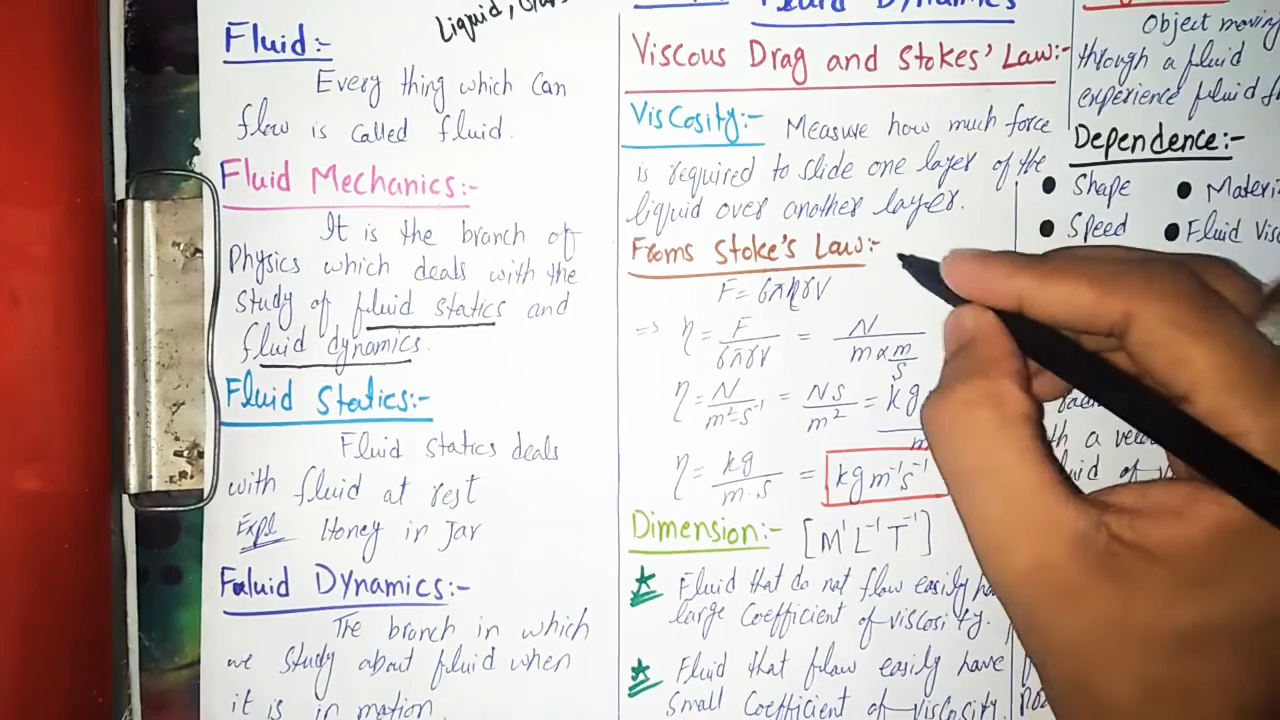 Liquid,
Fluid:-
Every thing which Can
flow is called fluid.
Fluid Mechanics:-
It is the branch of
Physics which deals with the
study of fluid statics and
fluid dynamics.
Fluid Statics:-
Fluid statics deals
with fluid at rest
Expl Honey in Jar
Faluid Dynamics:-
The branch in which
we study about fluid when
it is in motion
Fluid Dynamics
Viscous Drag and Stokes' Law:-
Viscosity:- Measure how much force
is required to slide one layer of the
liquid over another layer.
Froms Stoke's Law:-
F = 6πηrv
=> η = F/6πrv = N/m×m/s
η = N/m²s⁻¹ = NS/m² = kg
η = kg/m.s = kg m⁻¹s⁻¹
Dimension:- [M¹L⁻¹T⁻¹]
Fluid that do not flow easily
large Coefficient of viscosity.
Fluid that flow easily have
small Coefficient of viscosity.
Object moving
through a fluid
experience fluid
Dependence:-
● Shape ●
● Speed ● Fluid